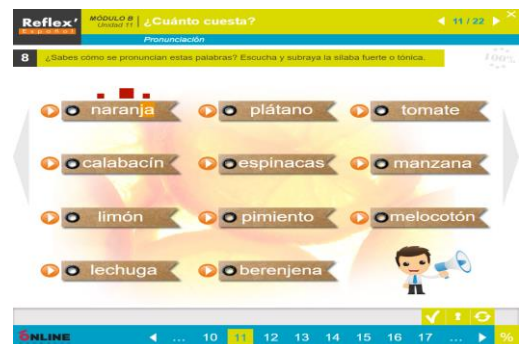 Reflex' MÓDULO B ¿Cuánto cuesta? 11 / 22
Español Unidad 11
Pronunciación
8 ¿Sabes cómo se pronuncian estas palabras? Escucha y subraya la sílaba fuerte o tónica. 100%
naranja plátano tomate
calabacín espinacas manzana
limón pimiento melocotón
lechuga berenjena
ONLINE ... 10 11 12 13 14 15 16 17 ... %